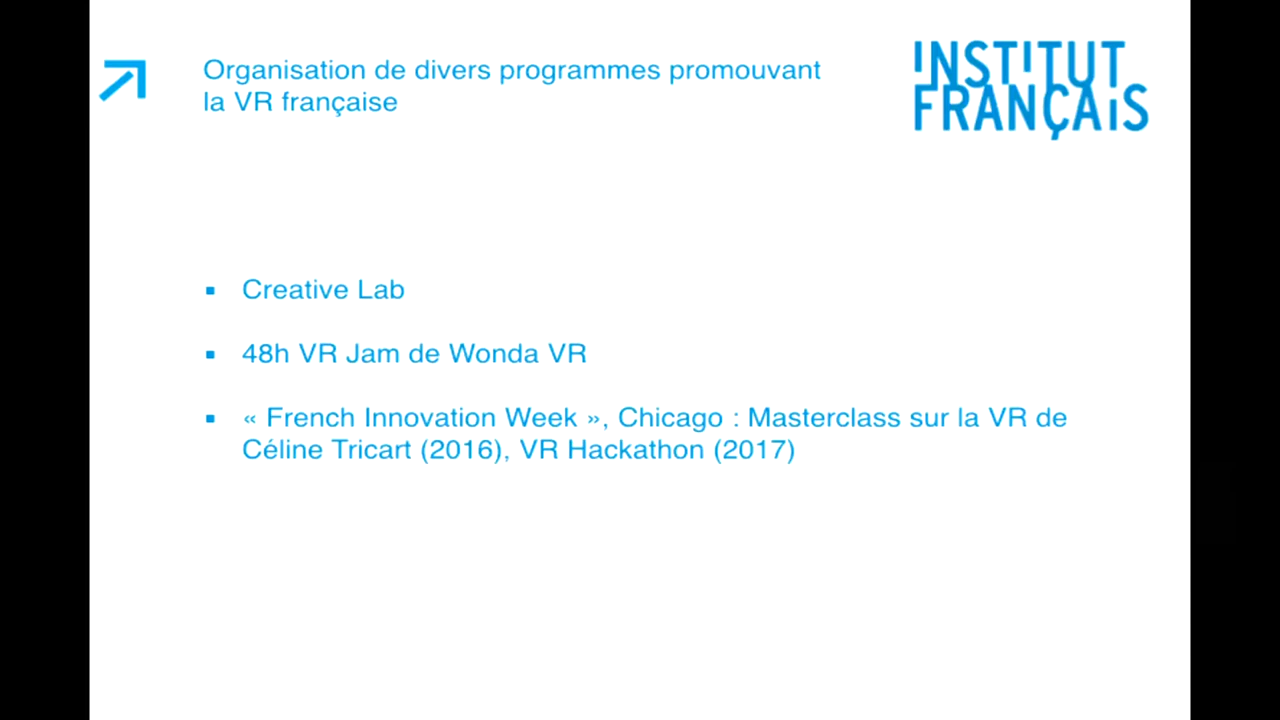 Organisation de divers programmes promouvant
la VR française
INSTITUT
FRANÇAIS
▪ Creative Lab
▪ 48h VR Jam de Wonda VR
▪ « French Innovation Week », Chicago : Masterclass sur la VR de
Céline Tricart (2016), VR Hackathon (2017)